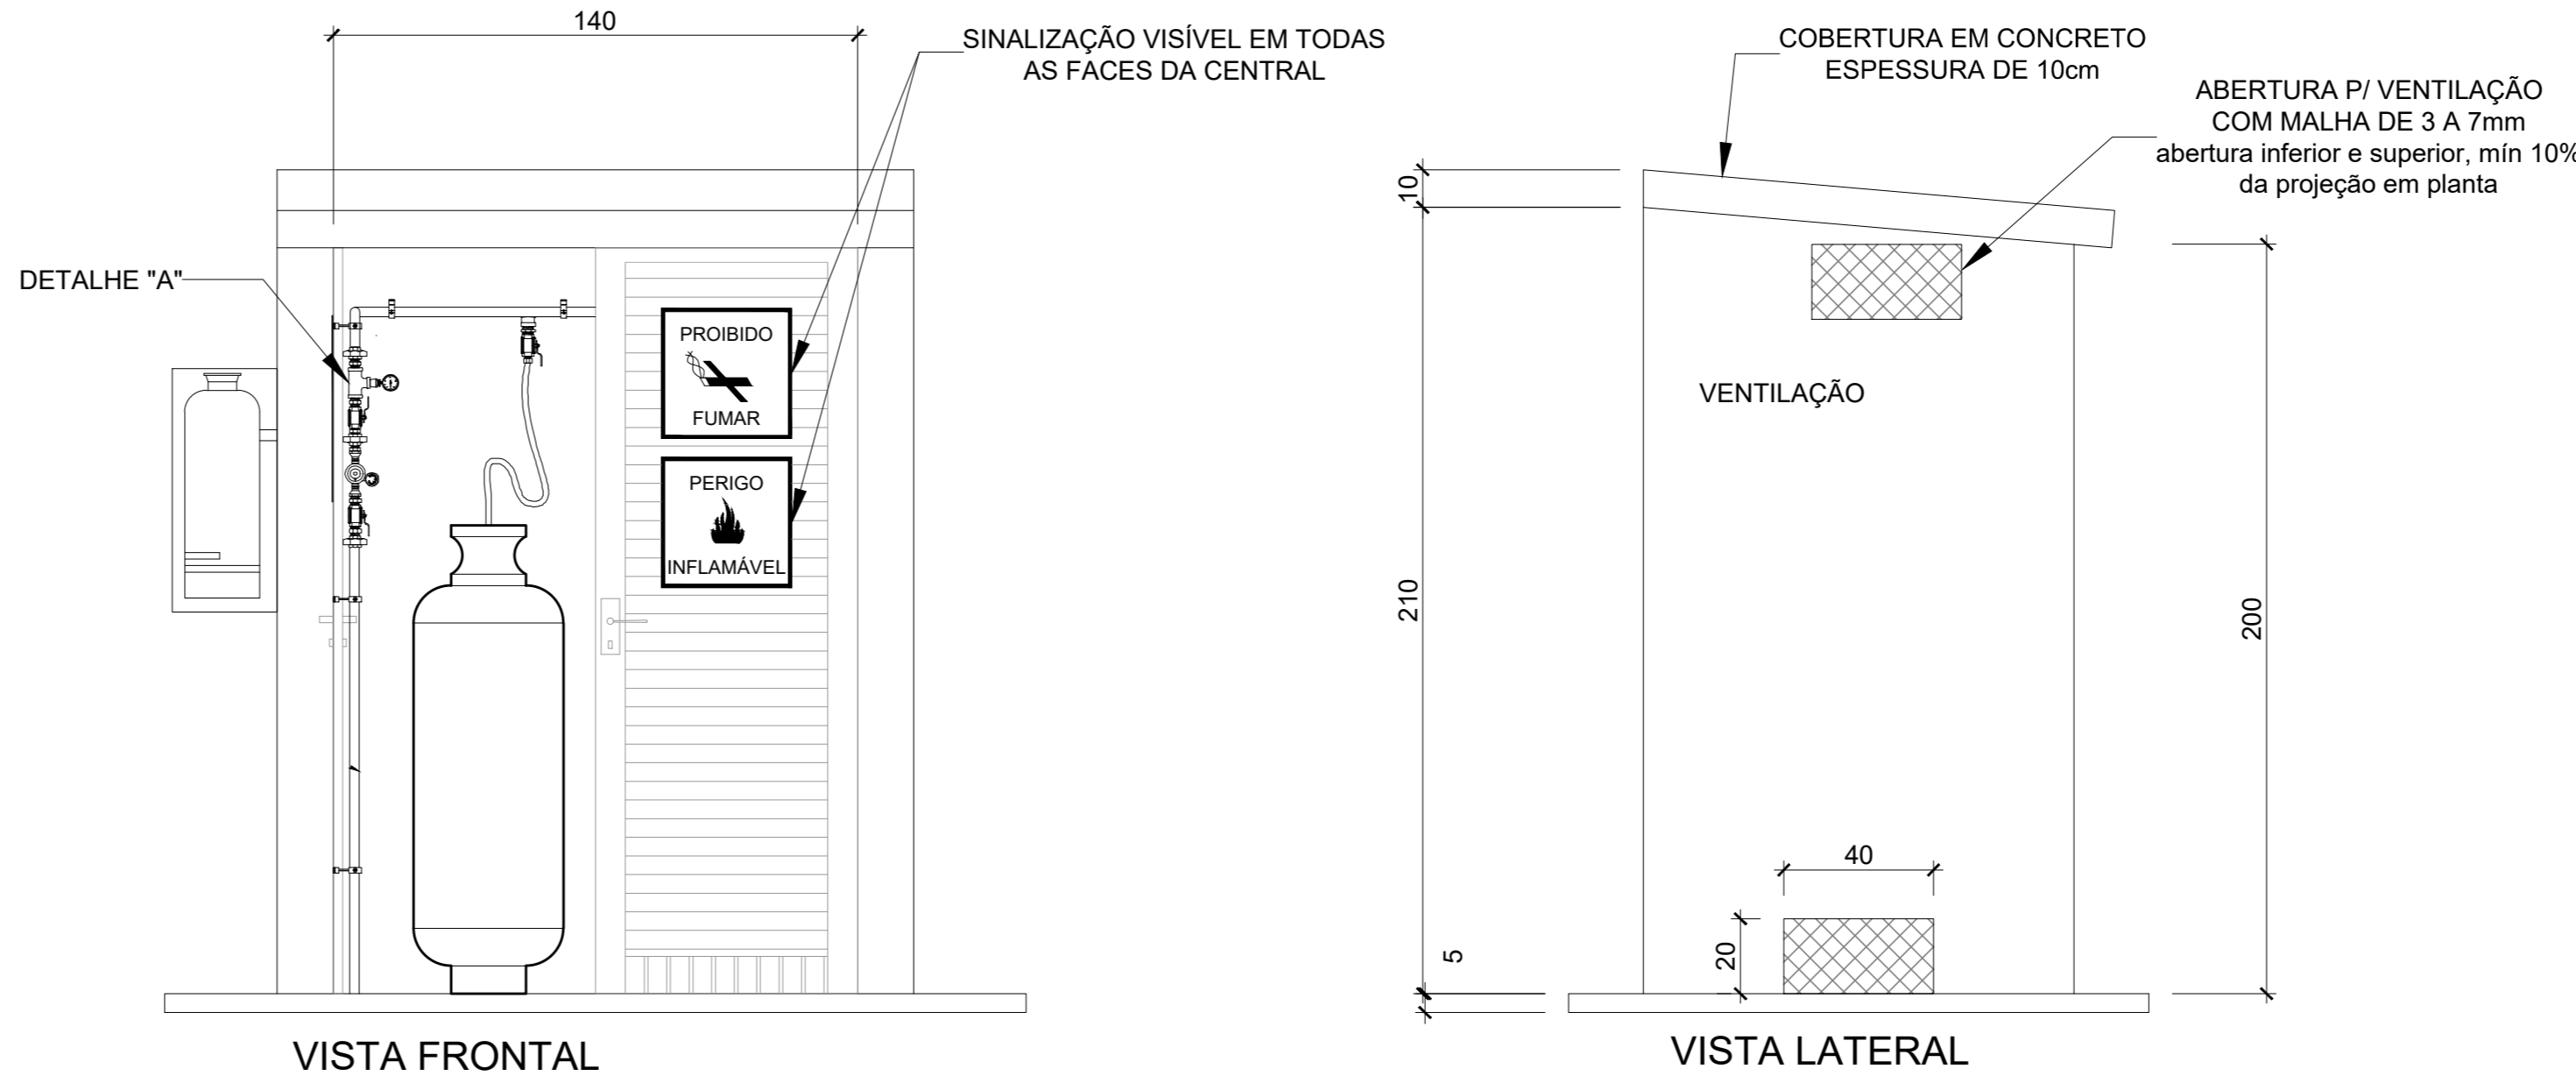 140
SINALIZAÇÃO VISÍVEL EM TODAS
AS FACES DA CENTRAL
DETALHE "A"
PROIBIDO
FUMAR
PERIGO
INFLAMÁVEL
VISTA FRONTAL
COBERTURA EM CONCRETO
ESPESSURA DE 10cm
ABERTURA P/ VENTILAÇÃO
COM MALHA DE 3 A 7mm
abertura inferior e superior, mín 10%
da projeção em planta
10
VENTILAÇÃO
210
200
40
20
5
VISTA LATERAL